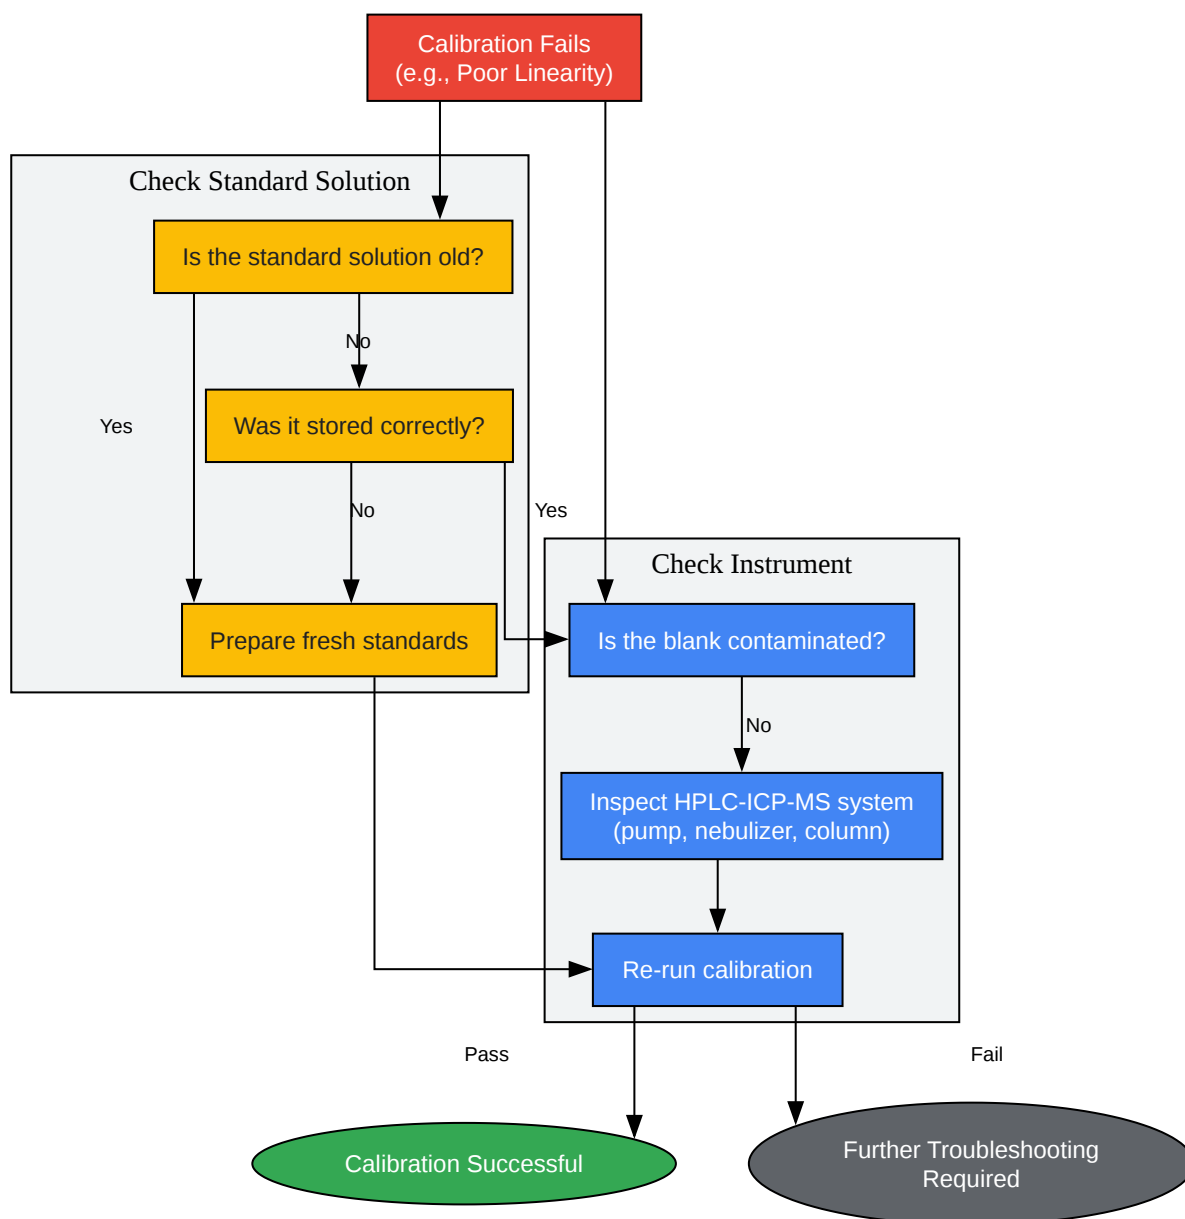 Calibration Fails
(e.g., Poor Linearity)
Check Standard Solution
Is the standard solution old?
No
Yes
Was it stored correctly?
No
Yes
Check Instrument
Prepare fresh standards
Is the blank contaminated?
No
Inspect HPLC-ICP-MS system
(pump, nebulizer, column)
Re-run calibration
Pass
Fail
Calibration Successful
Further Troubleshooting
Required